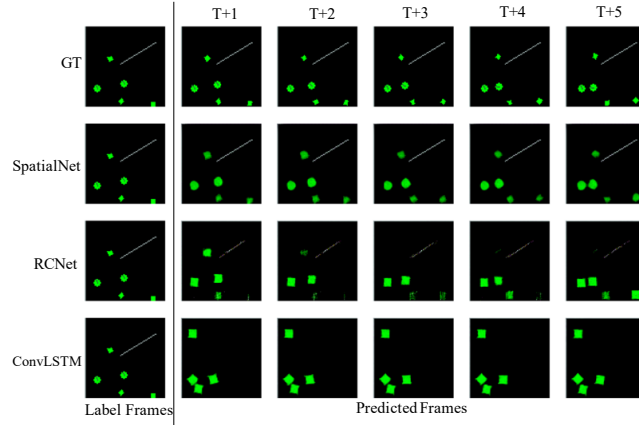 T+1 T+2 T+3 T+4 T+5
GT
SpatialNet
RCNet
ConvLSTM
Label Frames Predicted Frames